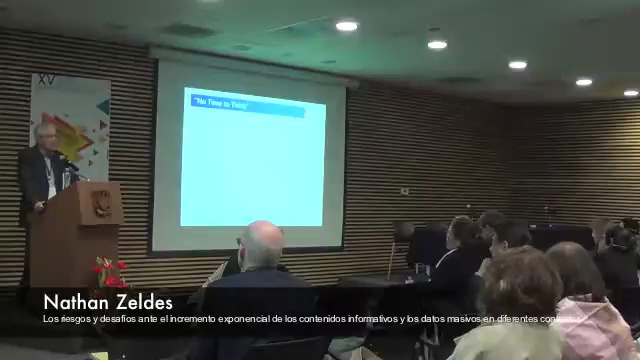 XV
"No Time to Think"
Nathan Zeldes
Los riesgos y desafíos ante el incremento exponencial de los contenidos informativos y los datos masivos en diferentes contextos